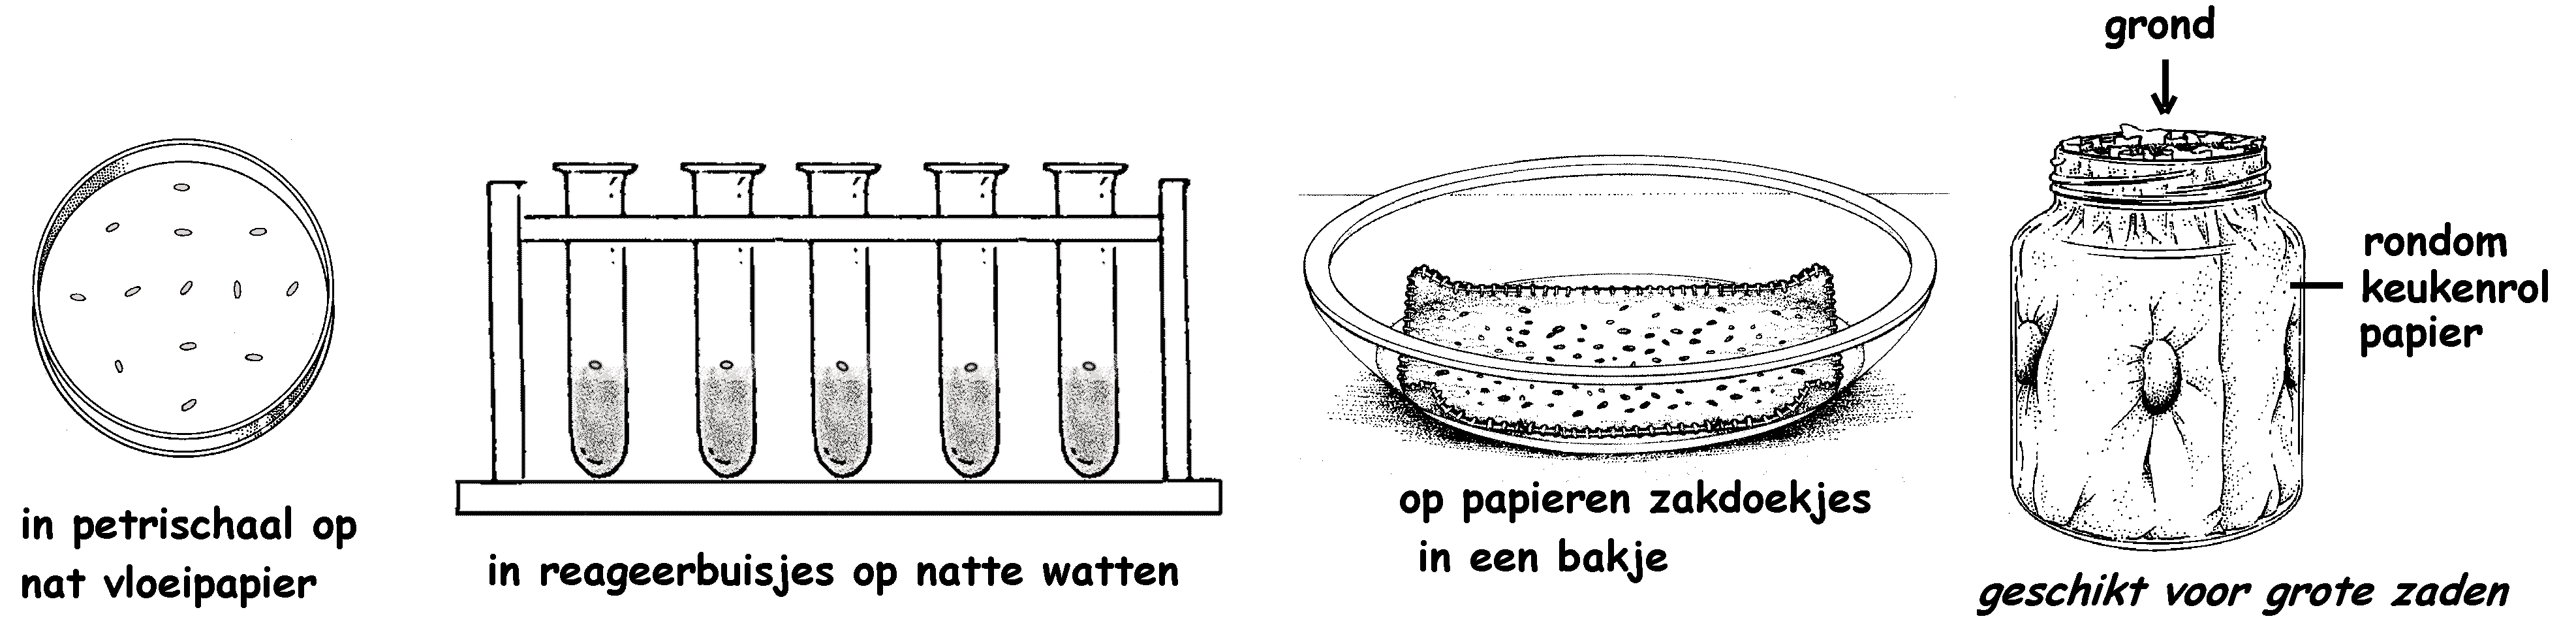 in petrischaal op
nat vloeipapier
in reageerbuisjes op natte watten
op papieren zakdoekjes
in een bakje
grond
rondom
keukenrol
papier
geschikt voor grote zaden